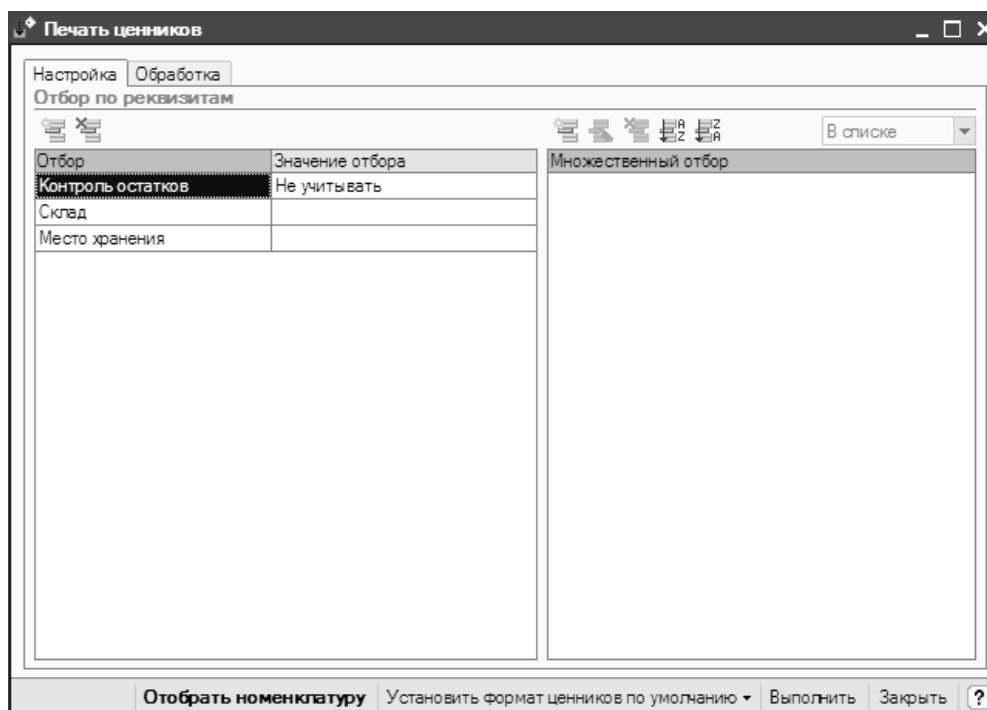 Печать ценников
Настройка Обработка
Отбор по реквизитам
В списке
Отбор Значение отбора Множественный отбор
Контроль остатков Не учитывать
Склад
Место хранения
Отобрать номенклатуру Установить формат ценников по умолчанию Выполнить Закрыть ?